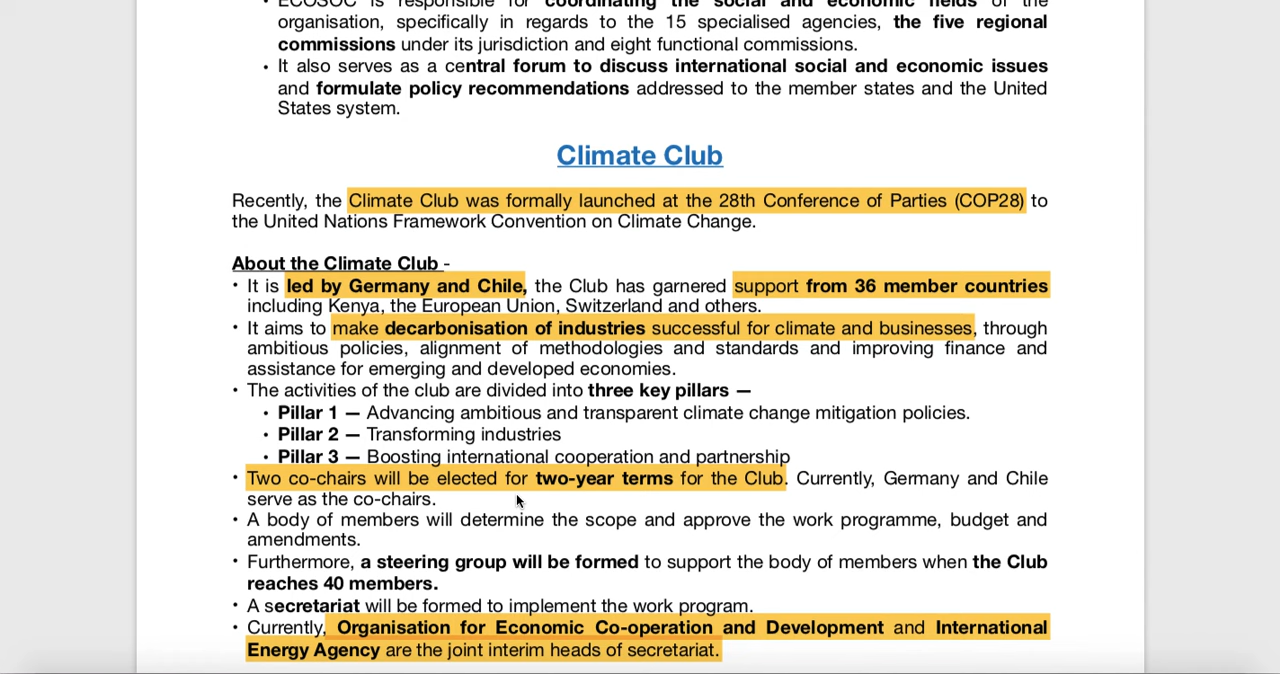 • ECOSOC is responsible for coordinating the social and economic fields of the
organisation, specifically in regards to the 15 specialised agencies, the five regional
commissions under its jurisdiction and eight functional commissions.
• It also serves as a central forum to discuss international social and economic issues
and formulate policy recommendations addressed to the member states and the United
States system.
Climate Club
Recently, the Climate Club was formally launched at the 28th Conference of Parties (COP28) to
the United Nations Framework Convention on Climate Change.
About the Climate Club -
• It is led by Germany and Chile, the Club has garnered support from 36 member countries
including Kenya, the European Union, Switzerland and others.
• It aims to make decarbonisation of industries successful for climate and businesses, through
ambitious policies, alignment of methodologies and standards and improving finance and
assistance for emerging and developed economies.
• The activities of the club are divided into three key pillars —
• Pillar 1 — Advancing ambitious and transparent climate change mitigation policies.
• Pillar 2 — Transforming industries
• Pillar 3 — Boosting international cooperation and partnership
• Two co-chairs will be elected for two-year terms for the Club. Currently, Germany and Chile
serve as the co-chairs.
• A body of members will determine the scope and approve the work programme, budget and
amendments.
• Furthermore, a steering group will be formed to support the body of members when the Club
reaches 40 members.
• A secretariat will be formed to implement the work program.
• Currently, Organisation for Economic Co-operation and Development and International
Energy Agency are the joint interim heads of secretariat.